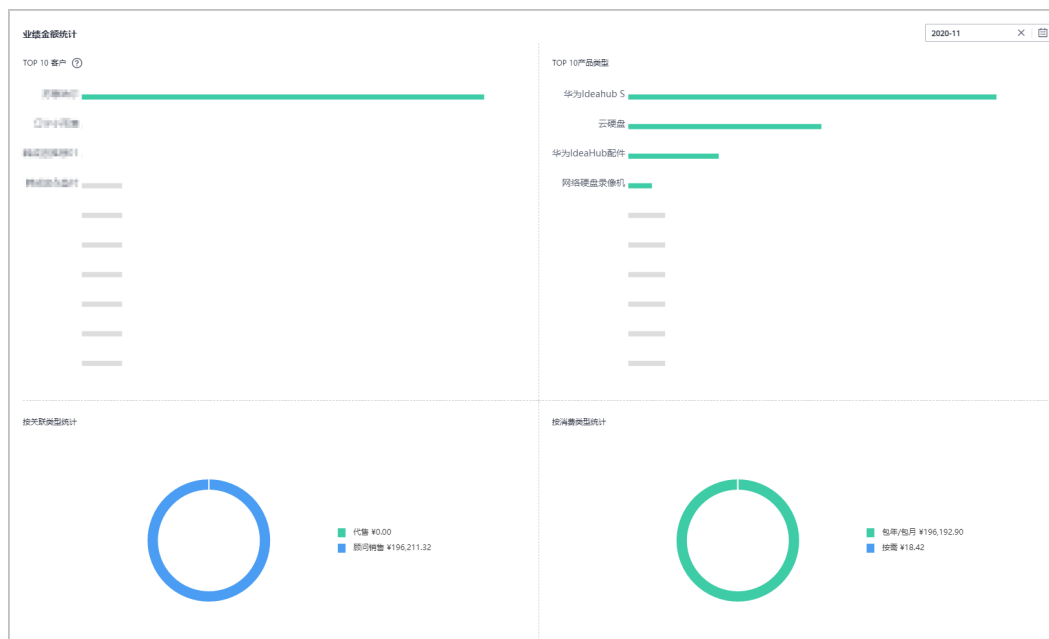 业绩金额统计
2020-11
TOP 10 客户
TOP 10产品类型
华为Ideahub S
云硬盘
华为IdeaHub配件
网络硬盘录像机
按关联类型统计
按消费类型统计
代售 ¥0.00
顾问销售 ¥196,211.32
包年/包月 ¥196,192.90
按需 ¥18.42